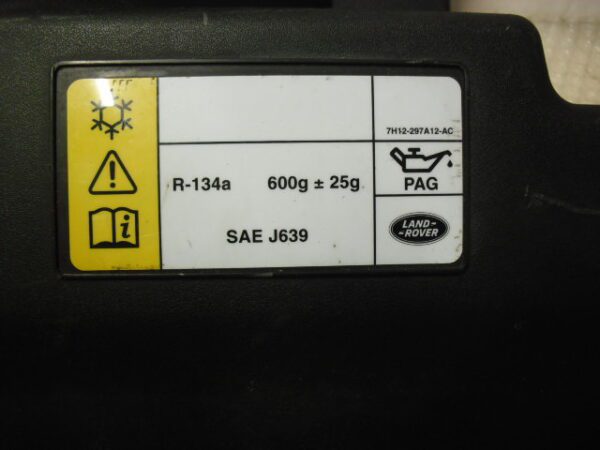 7H12-297A12-AC
R-134a 600g ± 25g
PAG
SAE J639
LAND-
-ROVER
i